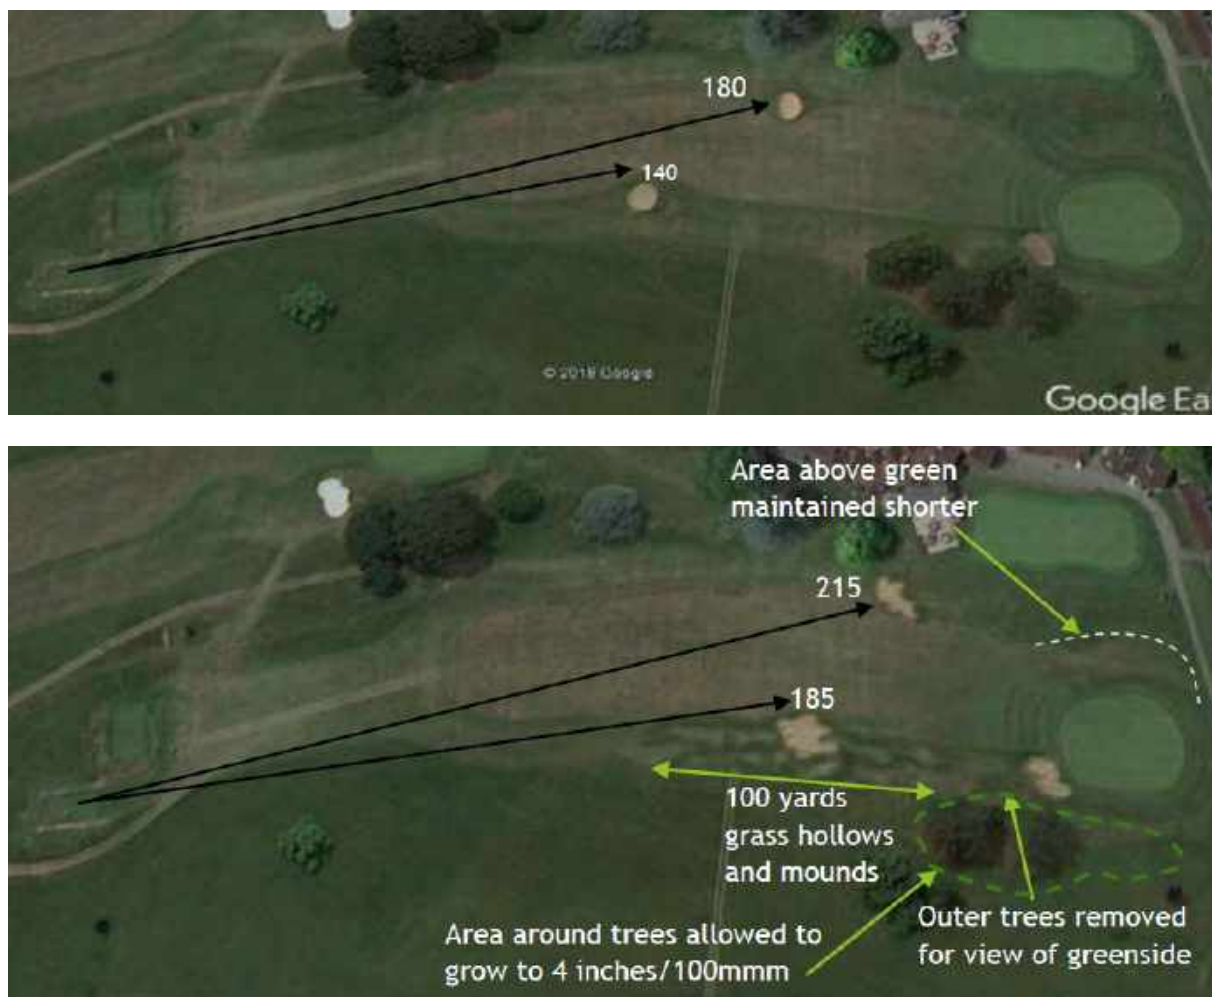 180
140
© 2018 Google
Google Ea
Area above green
maintained shorter
215
185
100 yards
grass hollows
and mounds
Outer trees removed
for view of greenside
Area around trees allowed to
grow to 4 inches/100mmm